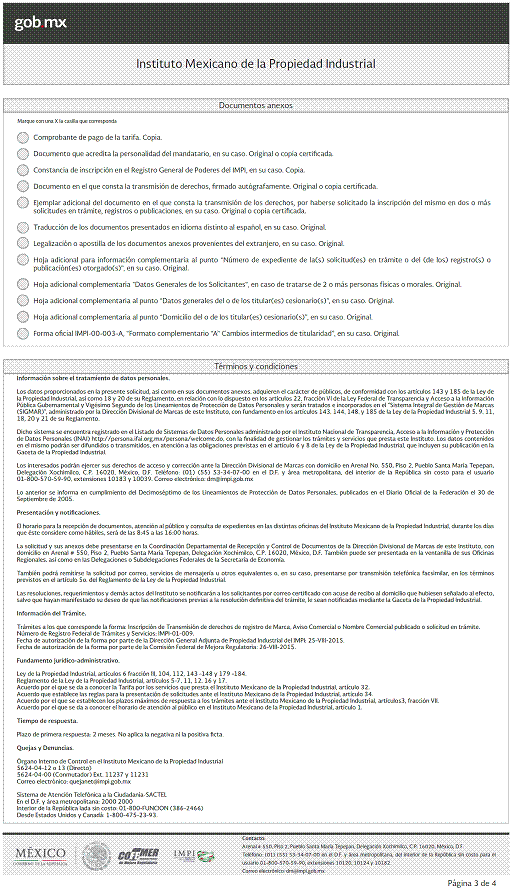 gob mx
Instituto Mexicano de la Propiedad Industrial
Documentos anexos
Marque con una X la casilla que corresponda
Comprobante de pago de la tarifa. Copia.
Documento que acredita la personalidad del mandatario, en su caso. Original o copia certificada.
Constancia de inscripción en el Registro General de Poderes del IMPI, en su caso. Copia.
Documento en el que consta la transmisión de derechos, firmado autógrafamente. Original o copia certificada.
Ejemplar adicional del documento en el que consta la transmisión de los derechos, por haberse solicitado la inscripción del mismo en dos o más
solicitudes en trámite, registros o publicaciones, en su caso. Original o copia certificada.
Traducción de los documentos presentados en idioma distinto al español, en su caso. Original.
Legalización o apostilla de los documentos anexos provenientes del extranjero, en su caso. Original.
Hoja adicional para información complementaria al punto "Número de expediente de la(s) solicitud(es) en trámite o del (de los) registro(s) o
publicación(es) otorgado(s)", en su caso. Original.
Hoja adicional complementaria "Datos Generales de los Solicitantes", en caso de tratarse de 2 o más personas físicas o morales. Original.
Hoja adicional complementaria al punto "Datos generales del o de los titular(es) cesionario(s)", en su caso. Original.
Hoja adicional complementaria al punto "Domicilio del o de los titular(es) cesionario(s)", en su caso. Original.
Forma oficial IMPI-00-003-A, "Formato complementario "A" Cambios intermedios de titularidad", en su caso. Original.
Términos y condiciones
Información sobre el tratamiento de datos personales.
Los datos proporcionados en la presente solicitud, así como en sus documentos anexos, adquieren el carácter de públicos, de conformidad con los artículos 143 y 185 de la Ley de
la Propiedad Industrial, así como 18 y 20 de su Reglamento, en relación con lo dispuesto en los artículos 22, fracción VI de la Ley Federal de Transparencia y Acceso a la Información
Pública Gubernamental y Vigésimo Segundo de los Lineamientos de Protección de Datos Personales y serán tratados e incorporados en el "Sistema Integral de Gestión de Marcas
(SIGMAR)", administrado por la Dirección Divisional de Marcas de este Instituto, con fundamento en los artículos 143, 144, 148, y 185 de la Ley de la Propiedad Industrial 5, 9, 11,
18, 20 y 21 de su Reglamento.
Dicho sistema se encuentra registrado en el Listado de Sistemas de Datos Personales administrado por el Instituto Nacional de Transparencia, Acceso a la Información y Protección
de Datos Personales (INAI) http://persona.ifai.org.mx/persona/welcome.do, con la finalidad de gestionar los trámites y servicios que presta este Instituto. Los datos contenidos
en el mismo podrán ser difundidos o transmitidos, en atención a las obligaciones previstas en el artículo 6 y 8 de la Ley de la Propiedad Industrial, que incluyen su publicación en la
Gaceta de la Propiedad Industrial.
Los interesados podrán ejercer sus derechos de acceso y corrección ante la Dirección Divisional de Marcas con domicilio en Arenal No. 550, Piso 2, Pueblo Santa María Tepepan,
Delegación Xochimilco, C.P. 16020, México, D.F. Teléfono: (01) (55) 53-34-07-00 en el D.F. y área metropolitana, del interior de la República sin costo para el usuario
01-800-570-59-90, extensiones 10183 y 10039. Correo electrónico: dm@impi.gob.mx
Lo anterior se informa en cumplimiento del Decimoséptimo de los Lineamientos de Protección de Datos Personales, publicados en el Diario Oficial de la Federación el 30 de
Septiembre de 2005.
Presentación y notificaciones.
El horario para la recepción de documentos, atención al público y consulta de expedientes en las distintas oficinas del Instituto Mexicano de la Propiedad Industrial, durante los días
que éste considere como hábiles, será de las 8:45 a las 16:00 horas.
La solicitud y sus anexos debe presentarse en la Coordinación Departamental de Recepción y Control de Documentos de la Dirección Divisional de Marcas de este Instituto, con
domicilio en Arenal # 550, Piso 2, Pueblo Santa María Tepepan, Delegación Xochimilco, C.P. 16020, México, D.F. También puede ser presentada en la ventanilla de sus Oficinas
Regionales, así como en las Delegaciones o Subdelegaciones Federales de la Secretaría de Economía.
También podrá remitirse la solicitud por correo, servicios de mensajería u otros equivalentes o, en su caso, presentarse por transmisión telefónica facsimilar, en los términos
previstos en el artículo 5o. del Reglamento de la Ley de la Propiedad Industrial.
Las resoluciones, requerimientos y demás actos del Instituto se notificarán a los solicitantes por correo certificado con acuse de recibo al domicilio que hubiesen señalado al efecto,
salvo que hayan manifestado su deseo de que las notificaciones previas a la resolución definitiva del trámite, le sean notificadas mediante la Gaceta de la Propiedad Industrial.
Información del Trámite.
Trámites a los que corresponde la forma: Inscripción de Transmisión de derechos de registro de Marca, Aviso Comercial o Nombre Comercial publicado o solicitud en trámite.
Número de Registro Federal de Trámites y Servicios: IMPI-01-009.
Fecha de autorización de la forma por parte de la Dirección General Adjunta de Propiedad Industrial del IMPI: 25-VIII-2015.
Fecha de autorización de la forma por parte de la Comisión Federal de Mejora Regulatoria: 26-VIII-2015.
Fundamento jurídico-administrativo.
Ley de la Propiedad Industrial, artículos 6 fracción III, 104, 112, 143 -148 y 179 -184.
Reglamento de la Ley de la Propiedad Industrial, artículos 5-7, 11, 12, 16 y 17.
Acuerdo por el que se da a conocer la Tarifa por los servicios que presta el Instituto Mexicano de la Propiedad Industrial, artículo 32.
Acuerdo que establece las reglas para la presentación de solicitudes ante el Instituto Mexicano de la Propiedad Industrial, artículo 34.
Acuerdo por el que se establecen los plazos máximos de respuesta a los trámites ante el Instituto Mexicano de la Propiedad Industrial, artículos3, fracción VII.
Acuerdo por el que se da a conocer el horario de atención al público en el Instituto Mexicano de la Propiedad Industrial, artículo 1.
Tiempo de respuesta.
Plazo de primera respuesta: 2 meses. No aplica la negativa ni la positiva ficta.
Quejas y Denuncias.
Órgano Interno de Control en el Instituto Mexicano de la Propiedad Industrial
5624-04-12 o 13 (Directo)
5624-04-00 (Conmutador) Ext. 11237 y 11231
Correo electrónico: quejanet@impi.gob.mx
Sistema de Atención Telefónica a la Ciudadanía-SACTEL
En el D.F. y área metropolitana: 2000 2000
Interior de la República lada sin costo: 01-800-FUNCION (386-2466)
Desde Estados Unidos y Canadá: 1-800-475-23-93.
MÉXICO
GOBIERNO DE LA REPÚBLICA
COFEMER
IMPI
Contacto:
Arenal # 550, Piso 2, Pueblo Santa María Tepepan, Delegación Xochimilco, C.P. 16020, México, D.F.
Teléfono: (01) (55) 53-34-07-00 en el D.F. y área metropolitana, del interior de la República sin costo para el
usuario 01-800-570-59-90, extensiones 10120, 10124 y 10182
Correo electrónico: dm@impi.gob.mx
Página 3 de 4